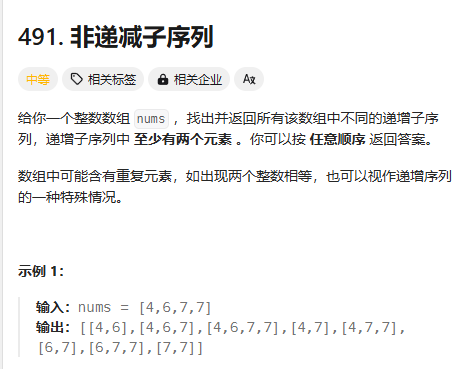 491. 非递减子序列
中等 相关标签 相关企业 Aあ
给你一个整数数组 nums ，找出并返回所有该数组中不同的递增子序
列，递增子序列中 至少有两个元素 。你可以按 任意顺序 返回答案。
数组中可能含有重复元素，如出现两个整数相等，也可以视作递增序列
的一种特殊情况。
示例 1：
输入：nums = [4,6,7,7]
输出：[[4,6],[4,6,7],[4,6,7,7],[4,7],[4,7,7],
[6,7],[6,7,7],[7,7]]